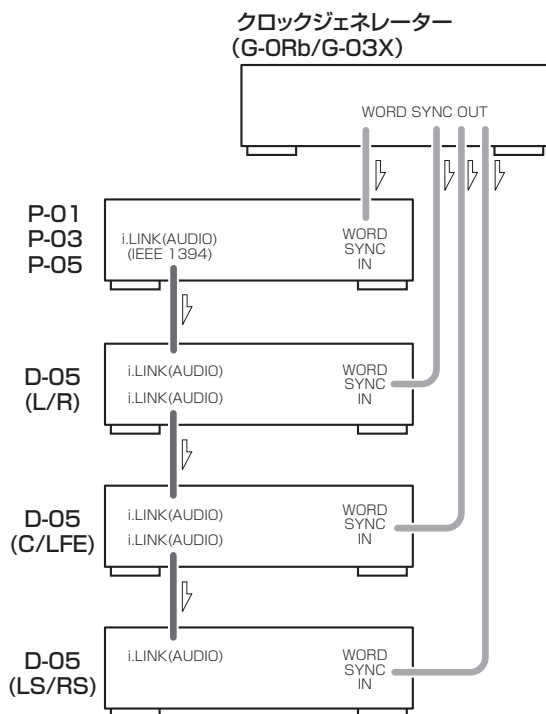 クロックジェネレーター
(G-0Rb/G-03X)
WORD SYNC OUT
P-01
P-03
P-05
i.LINK(AUDIO)
(IEEE 1394)
WORD
SYNC
IN
D-05
(L/R)
i.LINK(AUDIO)
i.LINK(AUDIO)
WORD
SYNC
IN
D-05
(C/LFE)
i.LINK(AUDIO)
i.LINK(AUDIO)
WORD
SYNC
IN
D-05
(LS/RS)
i.LINK(AUDIO)
WORD
SYNC
IN